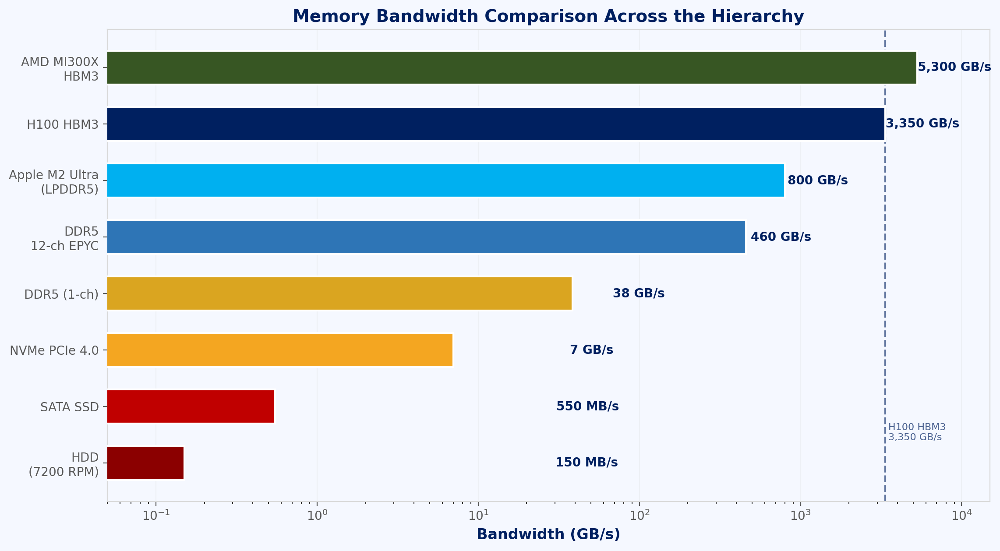 Memory Bandwidth Comparison Across the Hierarchy
AMD MI300X
HBM3
5,300 GB/s
H100 HBM3
3,350 GB/s
Apple M2 Ultra
(LPDDR5)
800 GB/s
DDR5
12-ch EPYC
460 GB/s
DDR5 (1-ch)
38 GB/s
NVMe PCIe 4.0
7 GB/s
SATA SSD
550 MB/s
H100 HBM3
3,350 GB/s
HDD
(7200 RPM)
150 MB/s
10⁻¹ 10⁰ 10¹ 10² 10³ 10⁴
Bandwidth (GB/s)